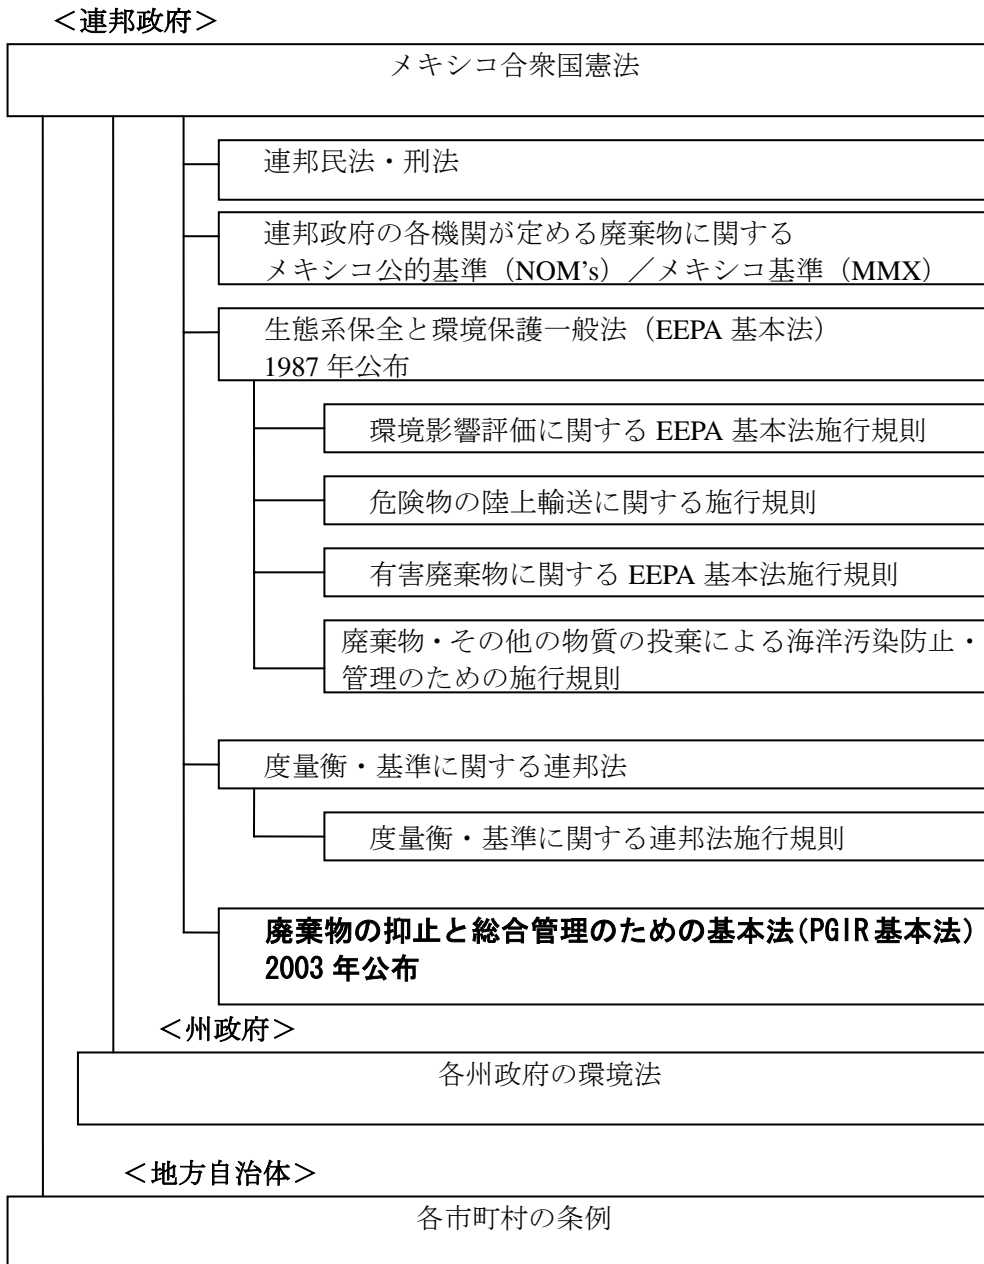 ＜連邦政府＞
メキシコ合衆国憲法
連邦民法・刑法
連邦政府の各機関が定める廃棄物に関する
メキシコ公的基準（NOM's）／メキシコ基準（MMX）
生態系保全と環境保護一般法（EEPA 基本法）
1987 年公布
環境影響評価に関する EEPA 基本法施行規則
危険物の陸上輸送に関する施行規則
有害廃棄物に関する EEPA 基本法施行規則
廃棄物・その他の物質の投棄による海洋汚染防止・
管理のための施行規則
度量衡・基準に関する連邦法
度量衡・基準に関する連邦法施行規則
廃棄物の抑止と総合管理のための基本法(PGIR 基本法)
2003 年公布
＜州政府＞
各州政府の環境法
＜地方自治体＞
各市町村の条例